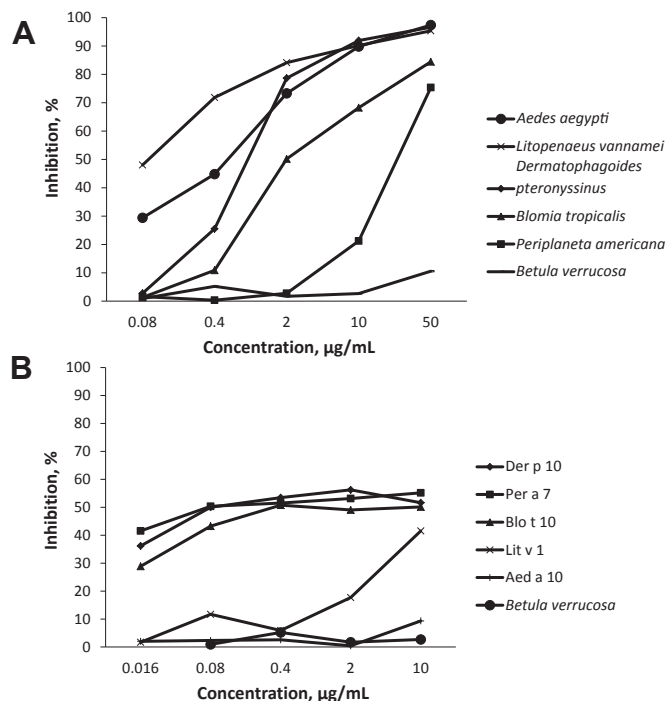 A
100
90
80
70
60
50
40
30
20
10
0
Inhibition, %
0.08 0.4 2 10 50
Concentration, µg/mL
Aedes aegypti
Litopenaeus vannamei
Dermatophagoides
pteronyssinus
Blomia tropicalis
Periplaneta americana
Betula verrucosa
B
100
90
80
70
60
50
40
30
20
10
0
Inhibition, %
0.016 0.08 0.4 2 10
Concentration, µg/mL
Der p 10
Per a 7
Blo t 10
Lit v 1
Aed a 10
Betula verrucosa